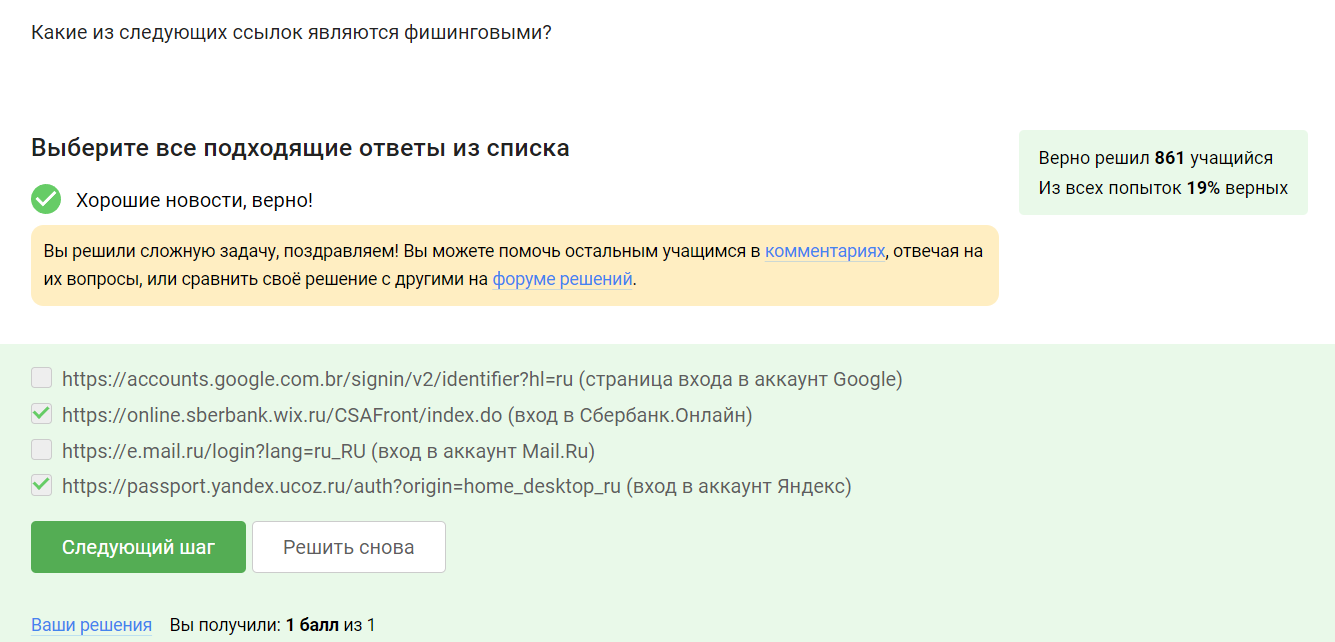 Какие из следующих ссылок являются фишинговыми?
Выберите все подходящие ответы из списка
Верно решил 861 учащийся
Из всех попыток 19% верных
Хорошие новости, верно!
Вы решили сложную задачу, поздравляем! Вы можете помочь остальным учащимся в комментариях, отвечая на
их вопросы, или сравнить своё решение с другими на форуме решений.
https://accounts.google.com.br/signin/v2/identifier?hl=ru (страница входа в аккаунт Google)
https://online.sberbank.wix.ru/CSAFront/index.do (вход в Сбербанк.Онлайн)
https://e.mail.ru/login?lang=ru_RU (вход в аккаунт Mail.Ru)
https://passport.yandex.ucoz.ru/auth?origin=home_desktop_ru (вход в аккаунт Яндекс)
Следующий шаг Решить снова
Ваши решения Вы получили: 1 балл из 1